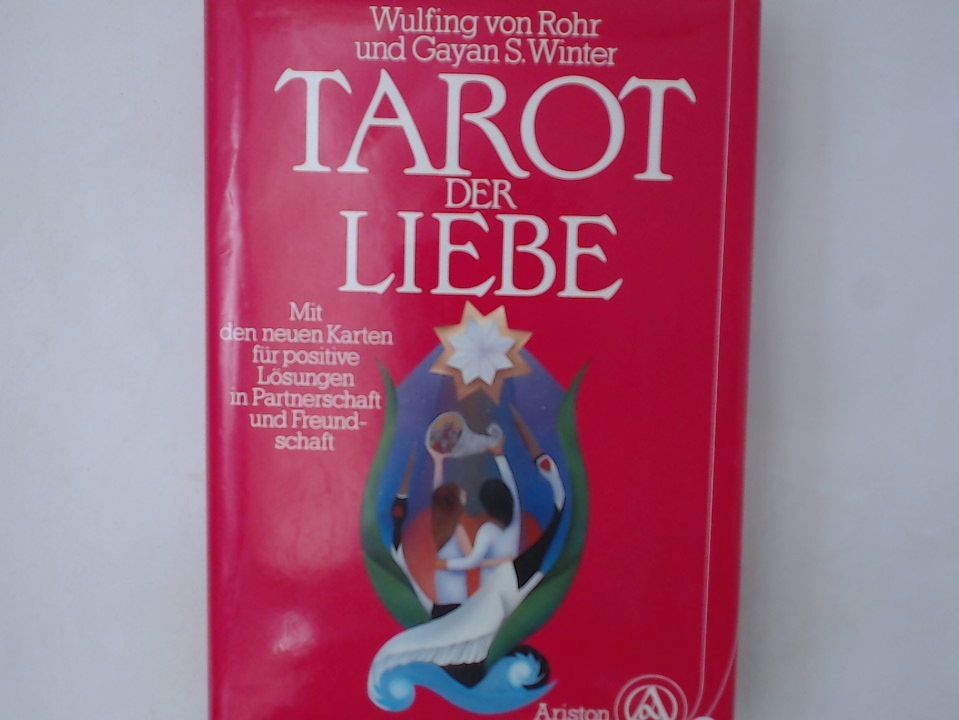 Wulfing von Rohr
und Gayan S. Winter
TAROT
DER
LIEBE
Mit
den neuen Karten
für positive
Lösungen
in Partnerschaft
und Freund-
schaft
Ariston